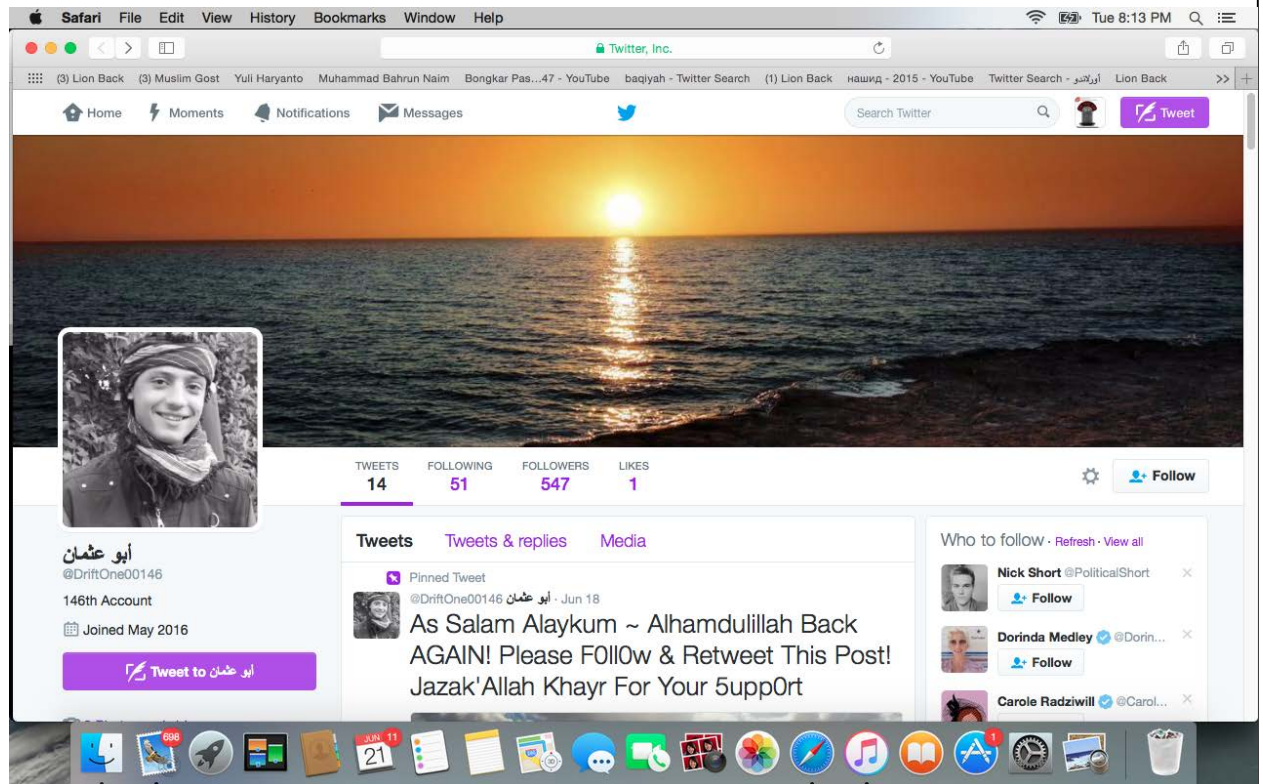 Safari File Edit View History Bookmarks Window Help Tue 8:13 PM
Twitter, Inc.
(3) Lion Back (3) Muslim Gost Yuli Haryanto Muhammad Bahrun Naim Bongkar Pas...47 - YouTube baqiyah - Twitter Search (1) Lion Back нашид - 2015 - YouTube Twitter Search - أورلاندو Lion Back >>
Home Moments Notifications Messages Search Twitter Tweet
TWEETS FOLLOWING FOLLOWERS LIKES
14 51 547 1
Follow
أبو عثمان
@DriftOne00146
146th Account
Joined May 2016
Tweet to أبو عثمان
Tweets Tweets & replies Media
Pinned Tweet
@DriftOne00146 أبو عثمان · Jun 18
As Salam Alaykum ~ Alhamdulillah Back
AGAIN! Please F0ll0w & Retweet This Post!
Jazak'Allah Khayr For Your 5upp0rt
Who to follow · Refresh · View all
Nick Short @PoliticalShort
Follow
Dorinda Medley @Dorin...
Follow
Carole Radziwill @Carol...
698
JUN 11
21
1